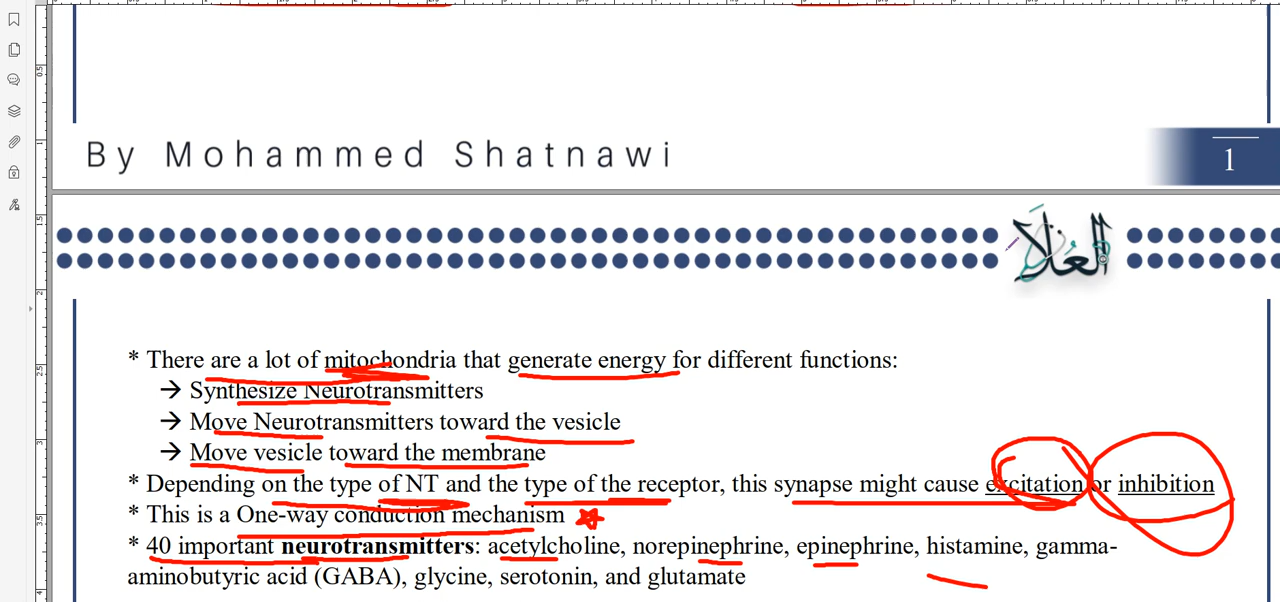 By Mohammed Shatnawi
1
العُلا
* There are a lot of mitochondria that generate energy for different functions:
→ Synthesize Neurotransmitters
→ Move Neurotransmitters toward the vesicle
→ Move vesicle toward the membrane
* Depending on the type of NT and the type of the receptor, this synapse might cause excitation or inhibition
* This is a One-way conduction mechanism
* 40 important neurotransmitters: acetylcholine, norepinephrine, epinephrine, histamine, gamma-
aminobutyric acid (GABA), glycine, serotonin, and glutamate